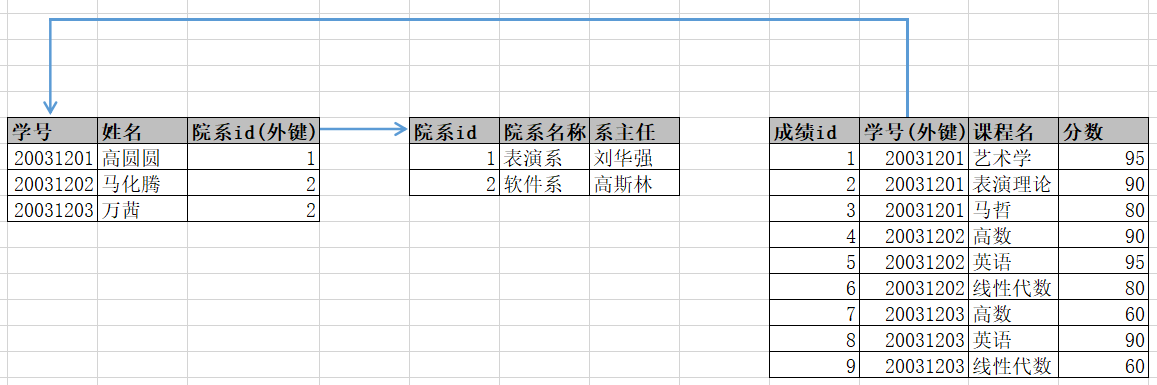 学号 姓名 院系id(外键) 院系id 院系名称 系主任 成绩id 学号(外键) 课程名 分数
20031201 高圆圆 1 1 表演系 刘华强 1 20031201 艺术学 95
20031202 马化腾 2 2 软件系 高斯林 2 20031201 表演理论 90
20031203 万茜 2 3 20031201 马哲 80
4 20031202 高数 90
5 20031202 英语 95
6 20031202 线性代数 80
7 20031203 高数 60
8 20031203 英语 90
9 20031203 线性代数 60